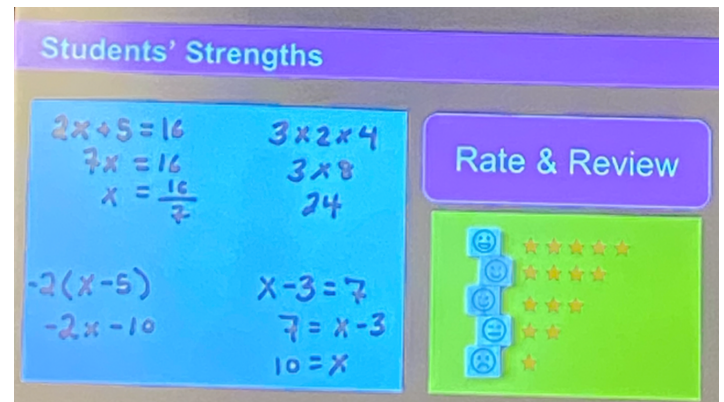 Students' Strengths
2x+5=16
7x = 16
x = 16/7
3×2×4
3×8
24
-2(x-5)
-2x-10
x-3=7
7=x-3
10=x
Rate & Review